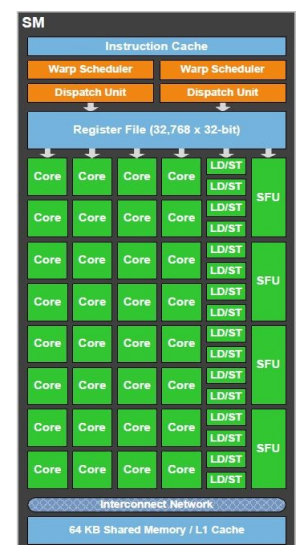 SM
Instruction Cache
Warp Scheduler Warp Scheduler
Dispatch Unit Dispatch Unit
Register File (32,768 x 32-bit)
LD/ST
Core Core Core Core
LD/ST
SFU
LD/ST
Core Core Core Core
LD/ST
LD/ST
Core Core Core Core
LD/ST
SFU
LD/ST
Core Core Core Core
LD/ST
LD/ST
Core Core Core Core
LD/ST
SFU
LD/ST
Core Core Core Core
LD/ST
LD/ST
Core Core Core Core
LD/ST
SFU
LD/ST
Core Core Core Core
LD/ST
Interconnect Network
64 KB Shared Memory / L1 Cache